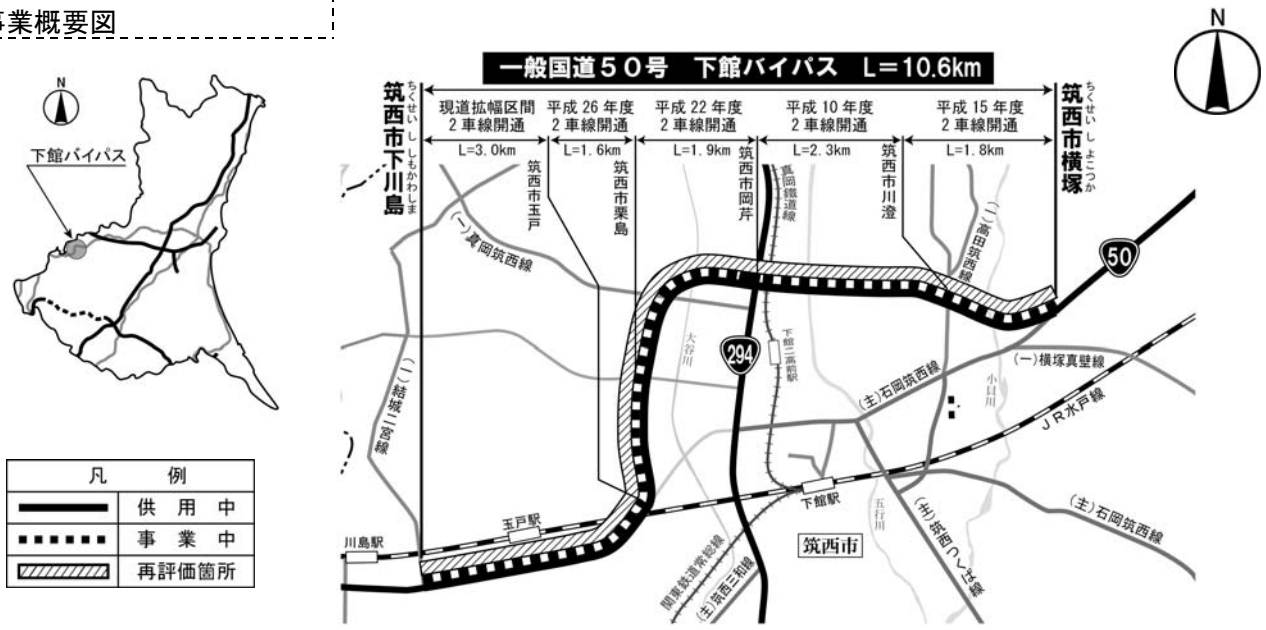 事業概要図
N
下館バイパス
凡 例
供用中
事業中
再評価箇所
N
一般国道50号 下館バイパス L=10.6km
筑西市下川島
ちくせい し しもかわしま
現道拡幅区間
2車線開通
L=3.0km
平成26年度
2車線開通
L=1.6km
平成22年度
2車線開通
L=1.9km
平成10年度
2車線開通
L=2.3km
平成15年度
2車線開通
L=1.8km
筑西市横塚
ちくせい し よこつか
筑西市玉戸
筑西市栗島
筑西市岡芹
筑西市川澄
真岡鐵道線
(一)真岡筑西線
(一)高田筑西線
50
大谷川
294
下館二高前駅
(一)結城二宮線
(主)石岡筑西線
小貝川
(一)横塚真壁線
JR水戸線
川島駅
玉戸駅
下館駅
五行川
筑西市
関東鉄道常総線
(主)筑西三和線
(主)筑西つくば線
(主)石岡筑西線